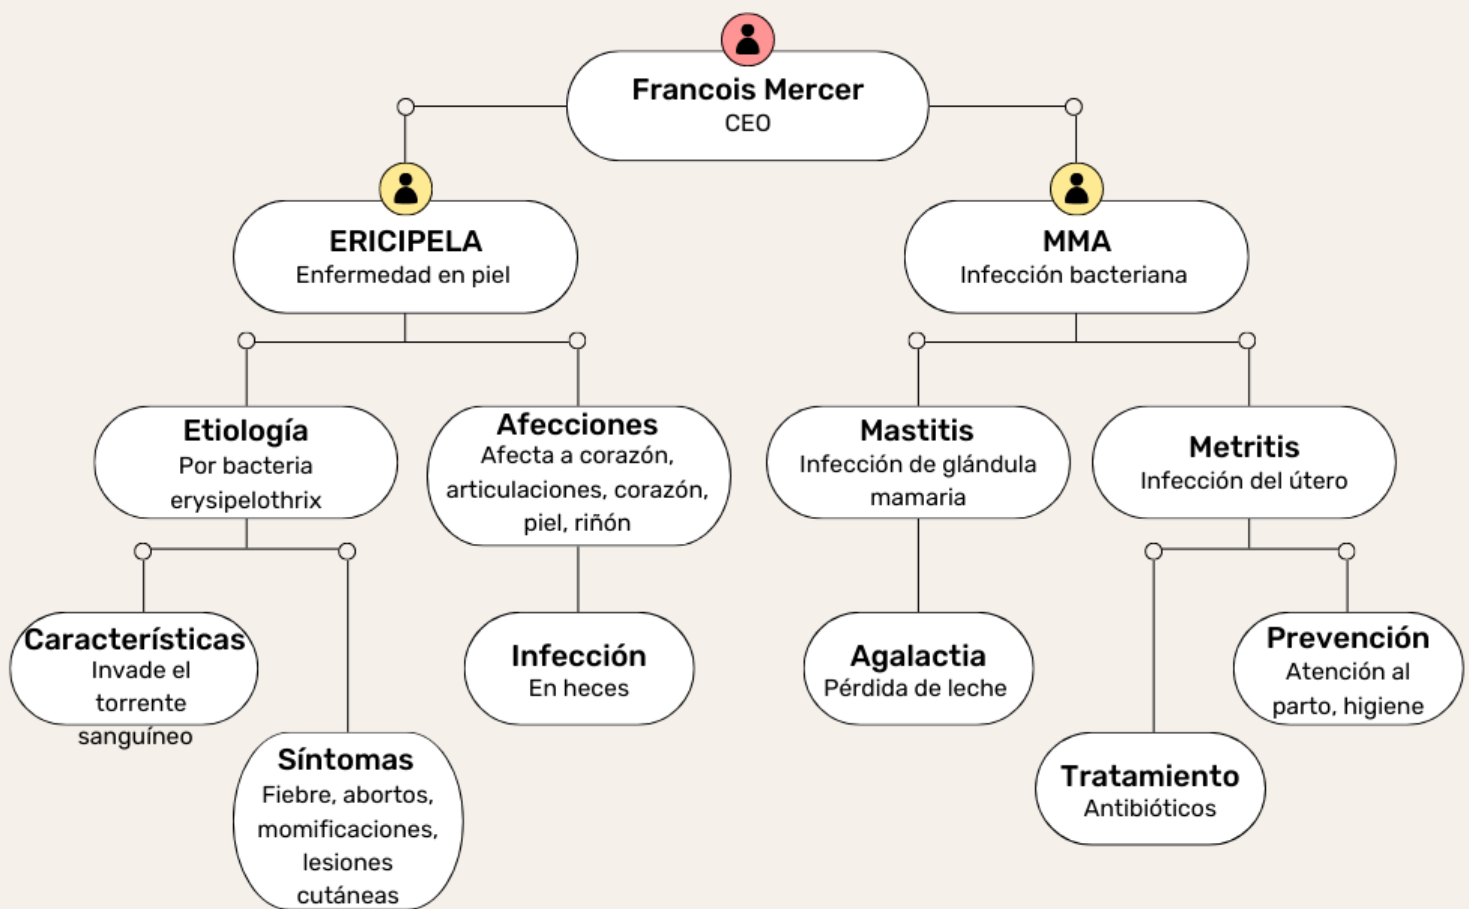 Francois Mercer
CEO
ERICIPELA
Enfermedad en piel
MMA
Infección bacteriana
Etiología
Por bacteria
erysipelothrix
Afecciones
Afecta a corazón,
articulaciones, corazón,
piel, riñón
Mastitis
Infección de glándula
mamaria
Metritis
Infección del útero
Característicias
Invade el
torrente
sanguíneo
Síntomas
Fiebre, abortos,
momificaciones,
lesiones
cutáneas
Infección
En heces
Agalactia
Pérdida de leche
Tratamiento
Antibióticos
Prevención
Atención al
parto, higiene